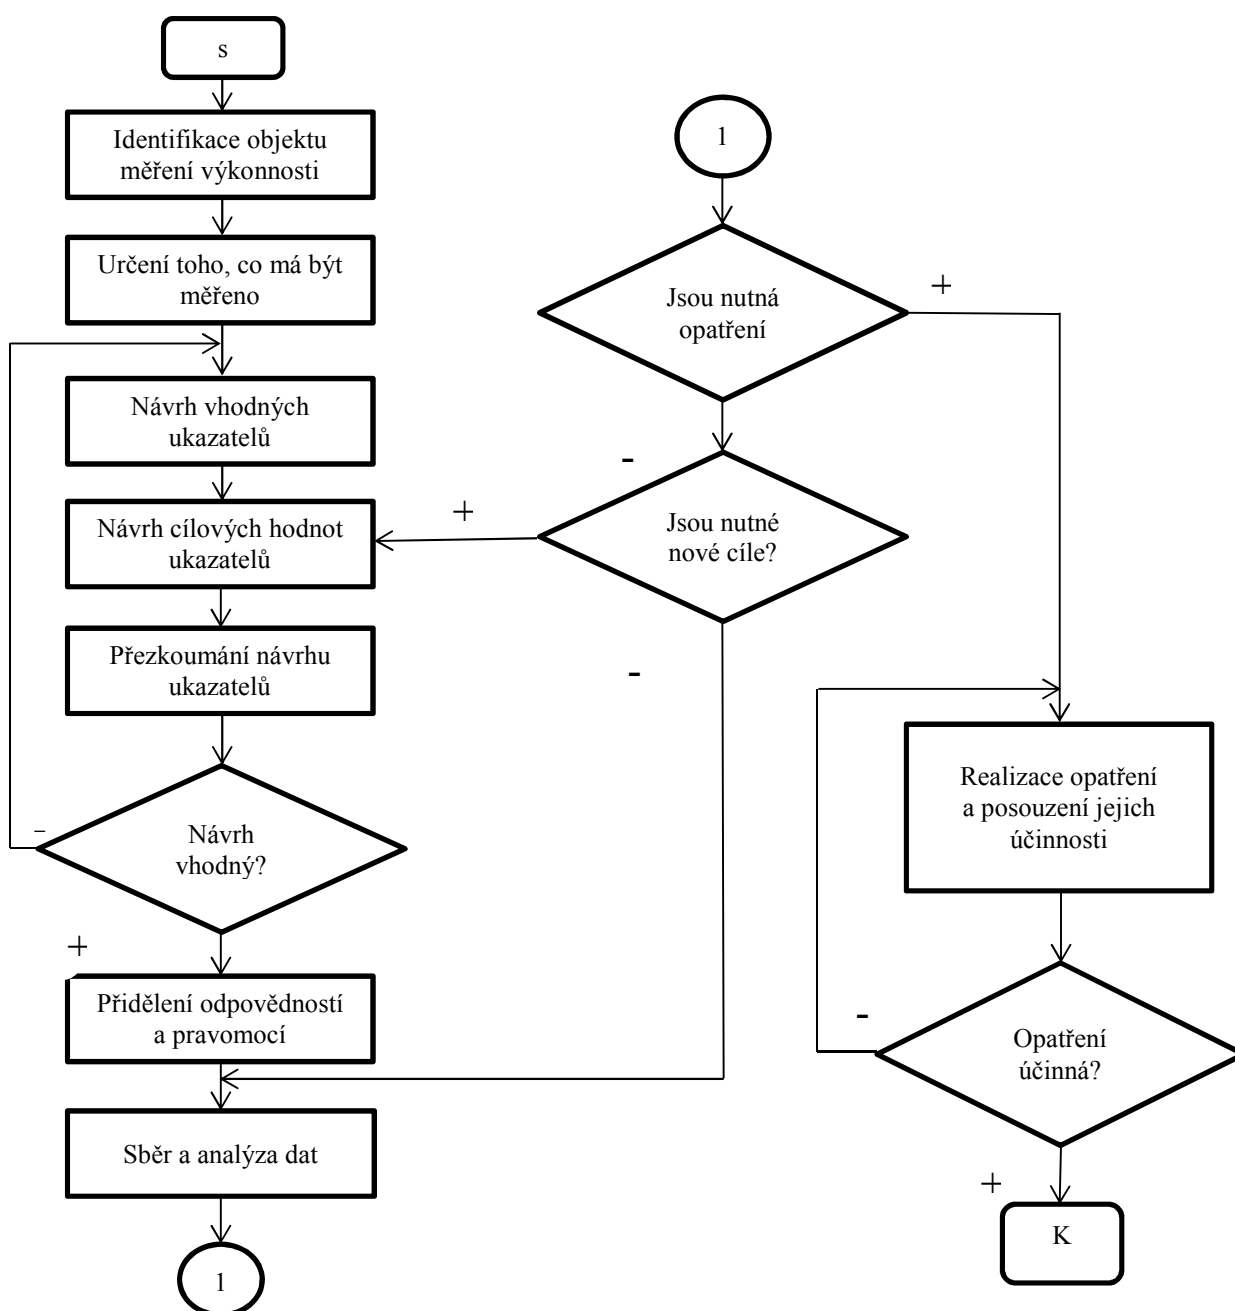 s
Identifikace objektu
měření výkonnosti
Určení toho, co má být
měřeno
Návrh vhodných
ukazatelů
Návrh cílových hodnot
ukazatelů
Přezkoumání návrhu
ukazatelů
–
Návrh
vhodný?
+
Přidělení odpovědností
a pravomocí
Sběr a analýza dat
1
1
Jsou nutná
opatření
+
-
+
Jsou nutné
nové cíle?
-
Realizace opatření
a posouzení jejich
účinnosti
-
Opatření
účinná?
+
K